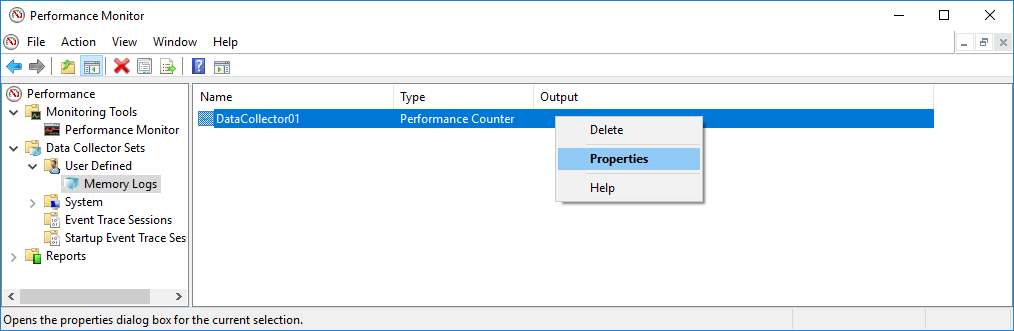 Performance Monitor
File Action View Window Help
Performance
Monitoring Tools
Performance Monitor
Data Collector Sets
User Defined
Memory Logs
System
Event Trace Sessions
Startup Event Trace Ses
Reports
Name Type Output
DataCollector01 Performance Counter
Delete
Properties
Help
Opens the properties dialog box for the current selection.